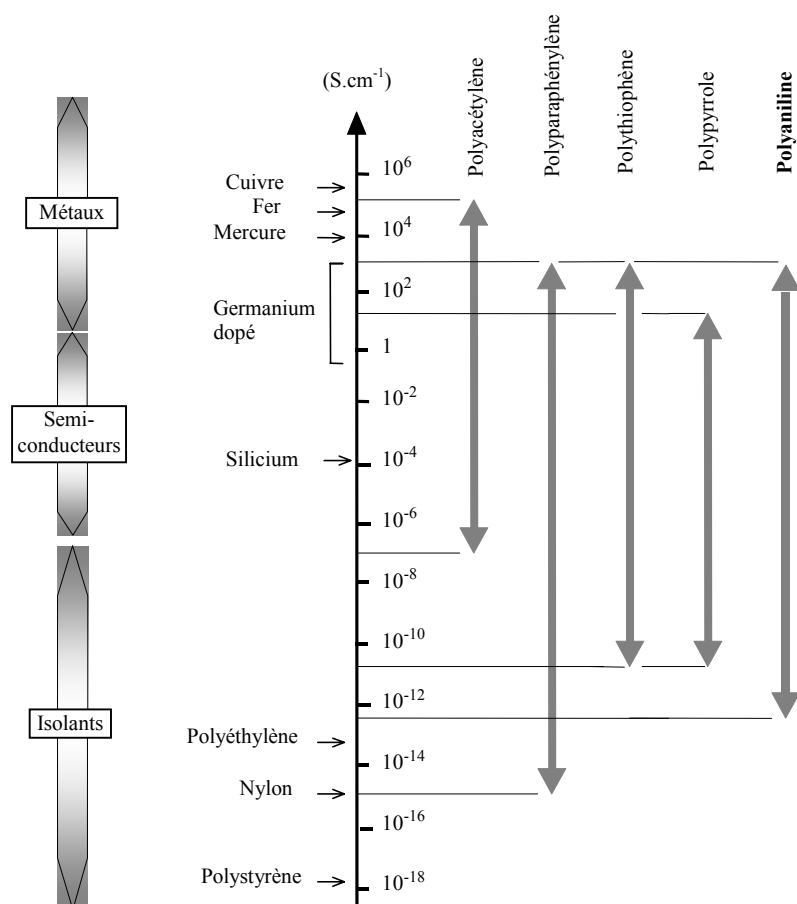 (S.cm⁻¹)
Polyacétylène
Polyparaphénylène
Polythiophène
Polypyrrole
Polyaniline
Métaux
Semi-
conducteurs
Isolants
Cuivre
Fer
Mercure
Germanium
dopé
Silicium
Polyéthylène
Nylon
Polystyrène
10⁶
10⁴
10²
1
10⁻²
10⁻⁴
10⁻⁶
10⁻⁸
10⁻¹⁰
10⁻¹²
10⁻¹⁴
10⁻¹⁶
10⁻¹⁸